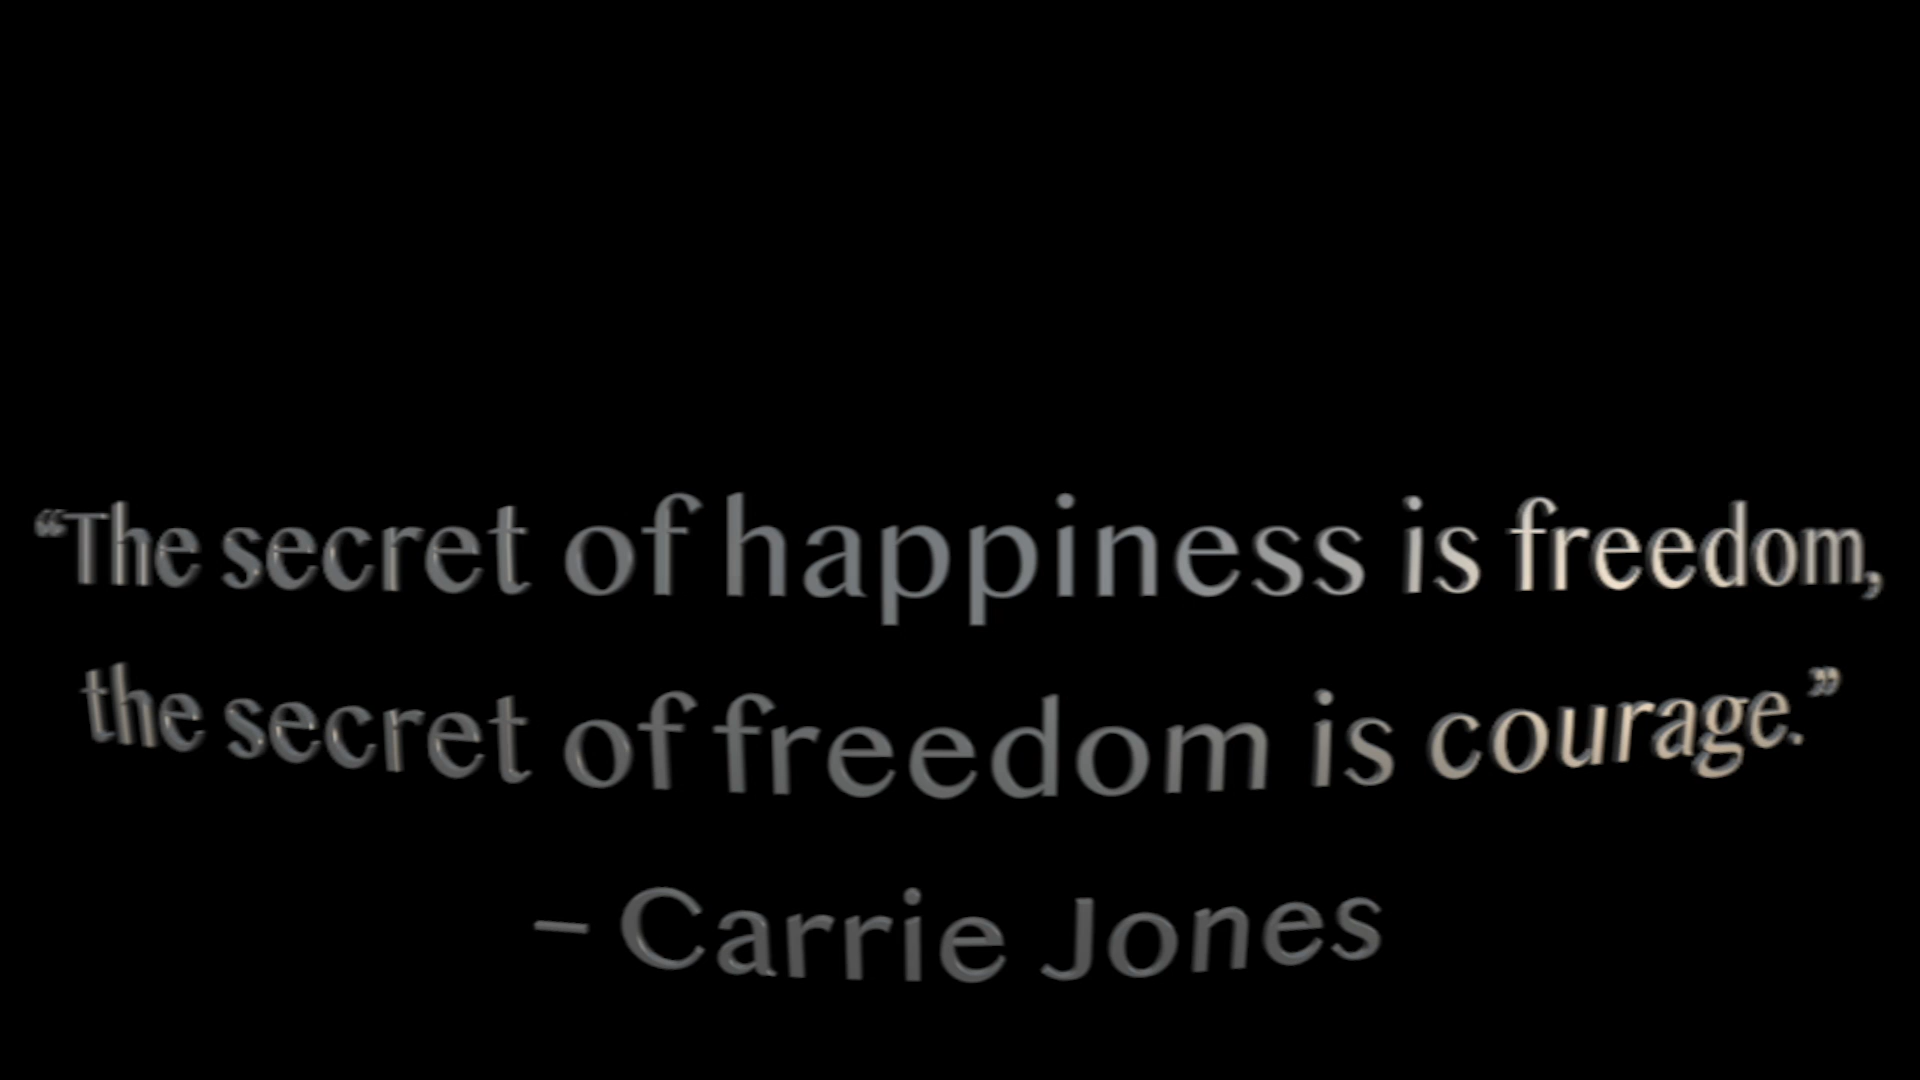 “The secret of happiness is freedom,
the secret of freedom is courage.”
– Carrie Jones